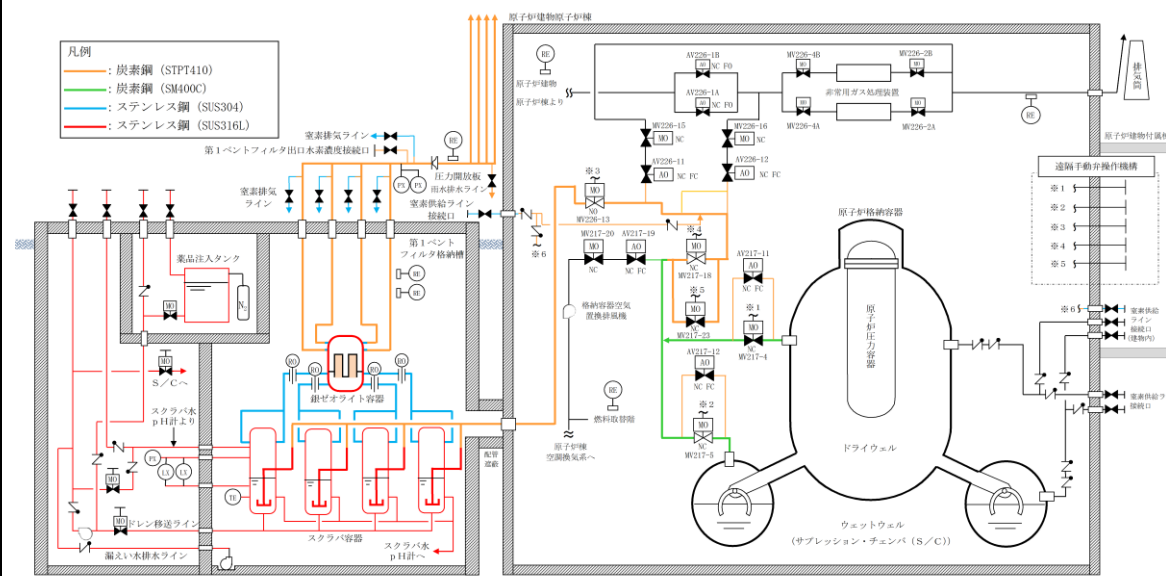 原子炉建物原子炉棟
凡例
：炭素鋼（STPT410）
：炭素鋼（SM400C）
：ステンレス鋼（SUS304）
：ステンレス鋼（SUS316L）
窒素排気ライン
第1ベントフィルタ出口水素濃度接続口
RE
PX
PX
圧力開放板
雨水排水ライン
窒素排気
ライン
窒素供給ライン
接続口
※6
第1ベント
フィルタ格納槽
RE
RE
薬品注入タンク
N2
MO
MO
S／Cへ
スクラバ水
pH計より
RO
RO
RO
RO
銀ゼオライト容器
配管
遮蔽
PX
LX
LX
TE
MO
MO
ドレン移送ライン
漏えい水排水ライン
スクラバ容器
スクラバ水
pH計へ
RE
原子炉建物
原子炉棟より
AV226-1B
AO
NC FO
AV226-1A
AO
NC FO
MV226-4B
MO
MV226-2B
MO
非常用ガス処理装置
MO
MV226-4A
MO
MV226-2A
RE
排気筒
MV226-15
MO
NC
MV226-16
MO
NC
AV226-11
AO
NC FC
AV226-12
AO
NC FC
※3
MO
NO
MV226-13
MV217-20
MO
NC
AV217-19
AO
NC FC
※4
MO
NC
MV217-18
※5
MO
NC
MV217-23
AV217-11
AO
NC FC
※1
MO
NC
MV217-4
AV217-12
AO
NC FC
※2
MO
NC
MV217-5
格納容器空気
置換排風機
RE
燃料取替階
原子炉棟
空調換気系へ
原子炉格納容器
原子炉圧力容器
ドライウェル
ウェットウェル
（サプレッション・チェンバ（S／C））
原子炉建物付属棟
遠隔手動弁操作機構
※1
※2
※3
※4
※5
※6
窒素供給
ライン
接続口
(建物内)
窒素供給ラ
接続口